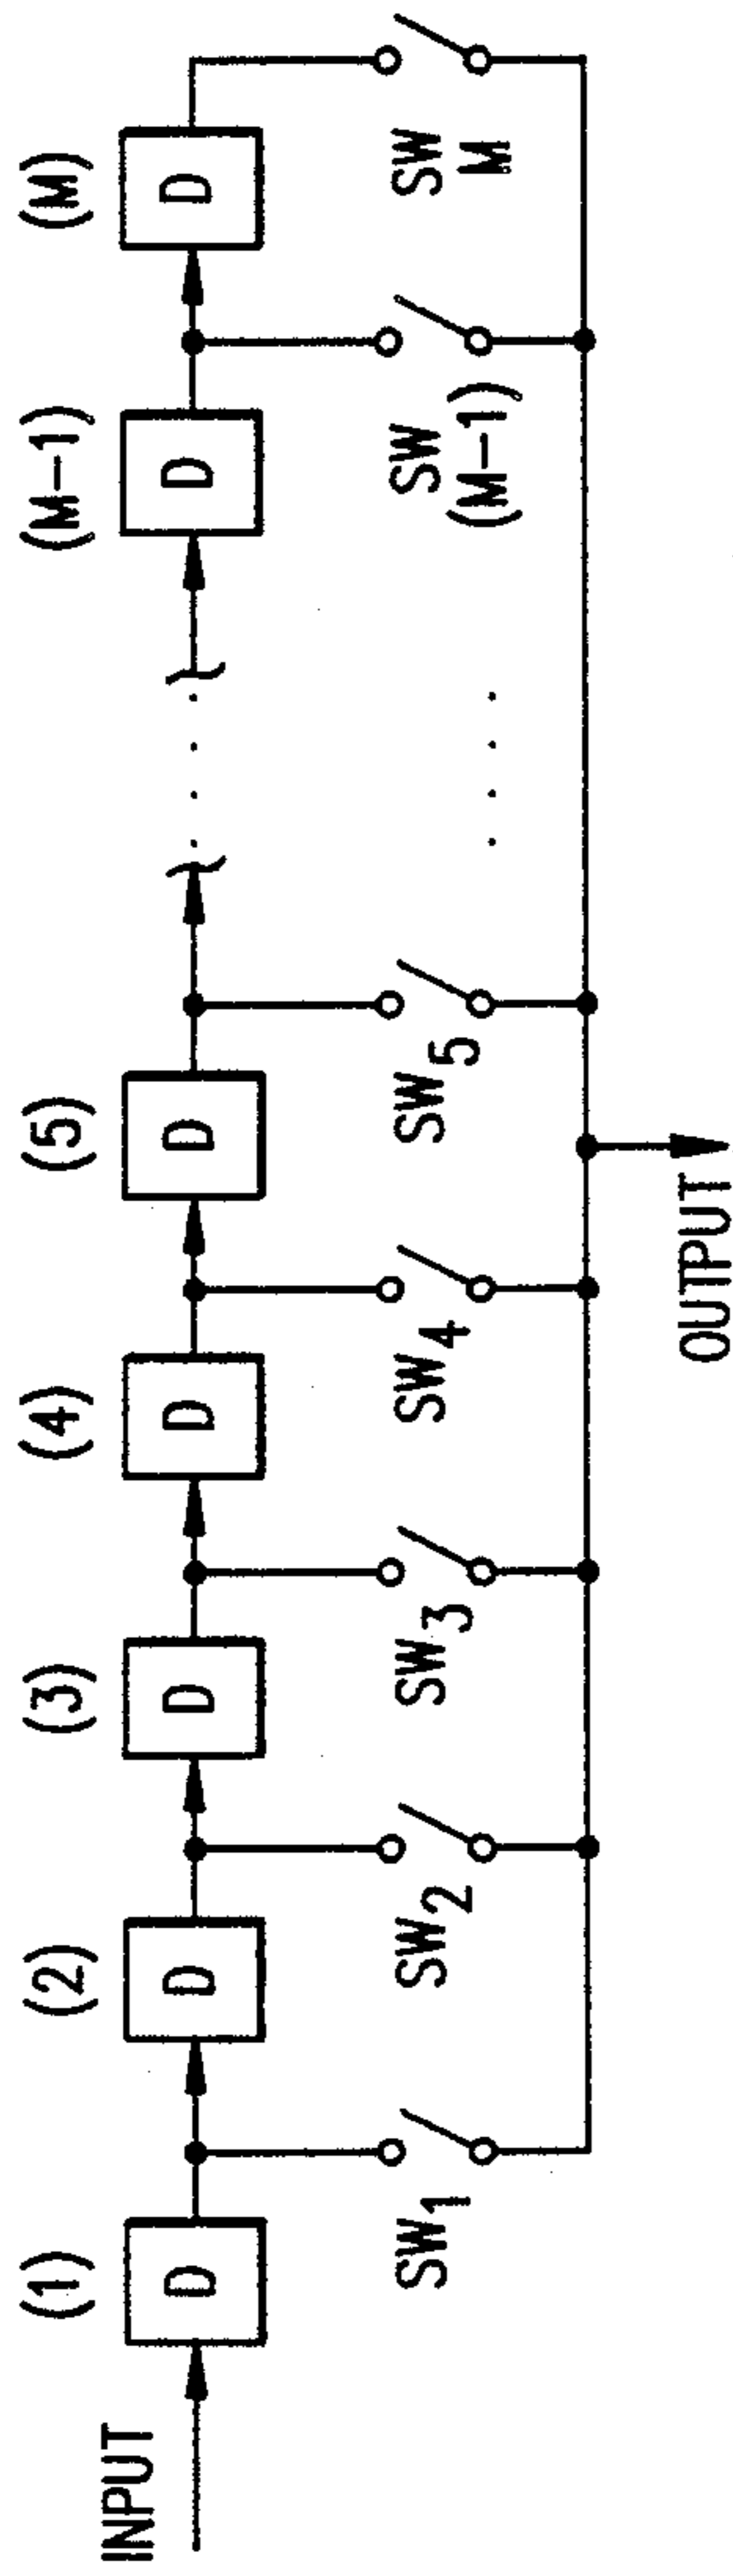 (1) (2) (3) (4) (5) (M-1) (M)
INPUT D D D D D D D
SW1 SW2 SW3 SW4 SW5 SW (M-1) SW M
OUTPUT